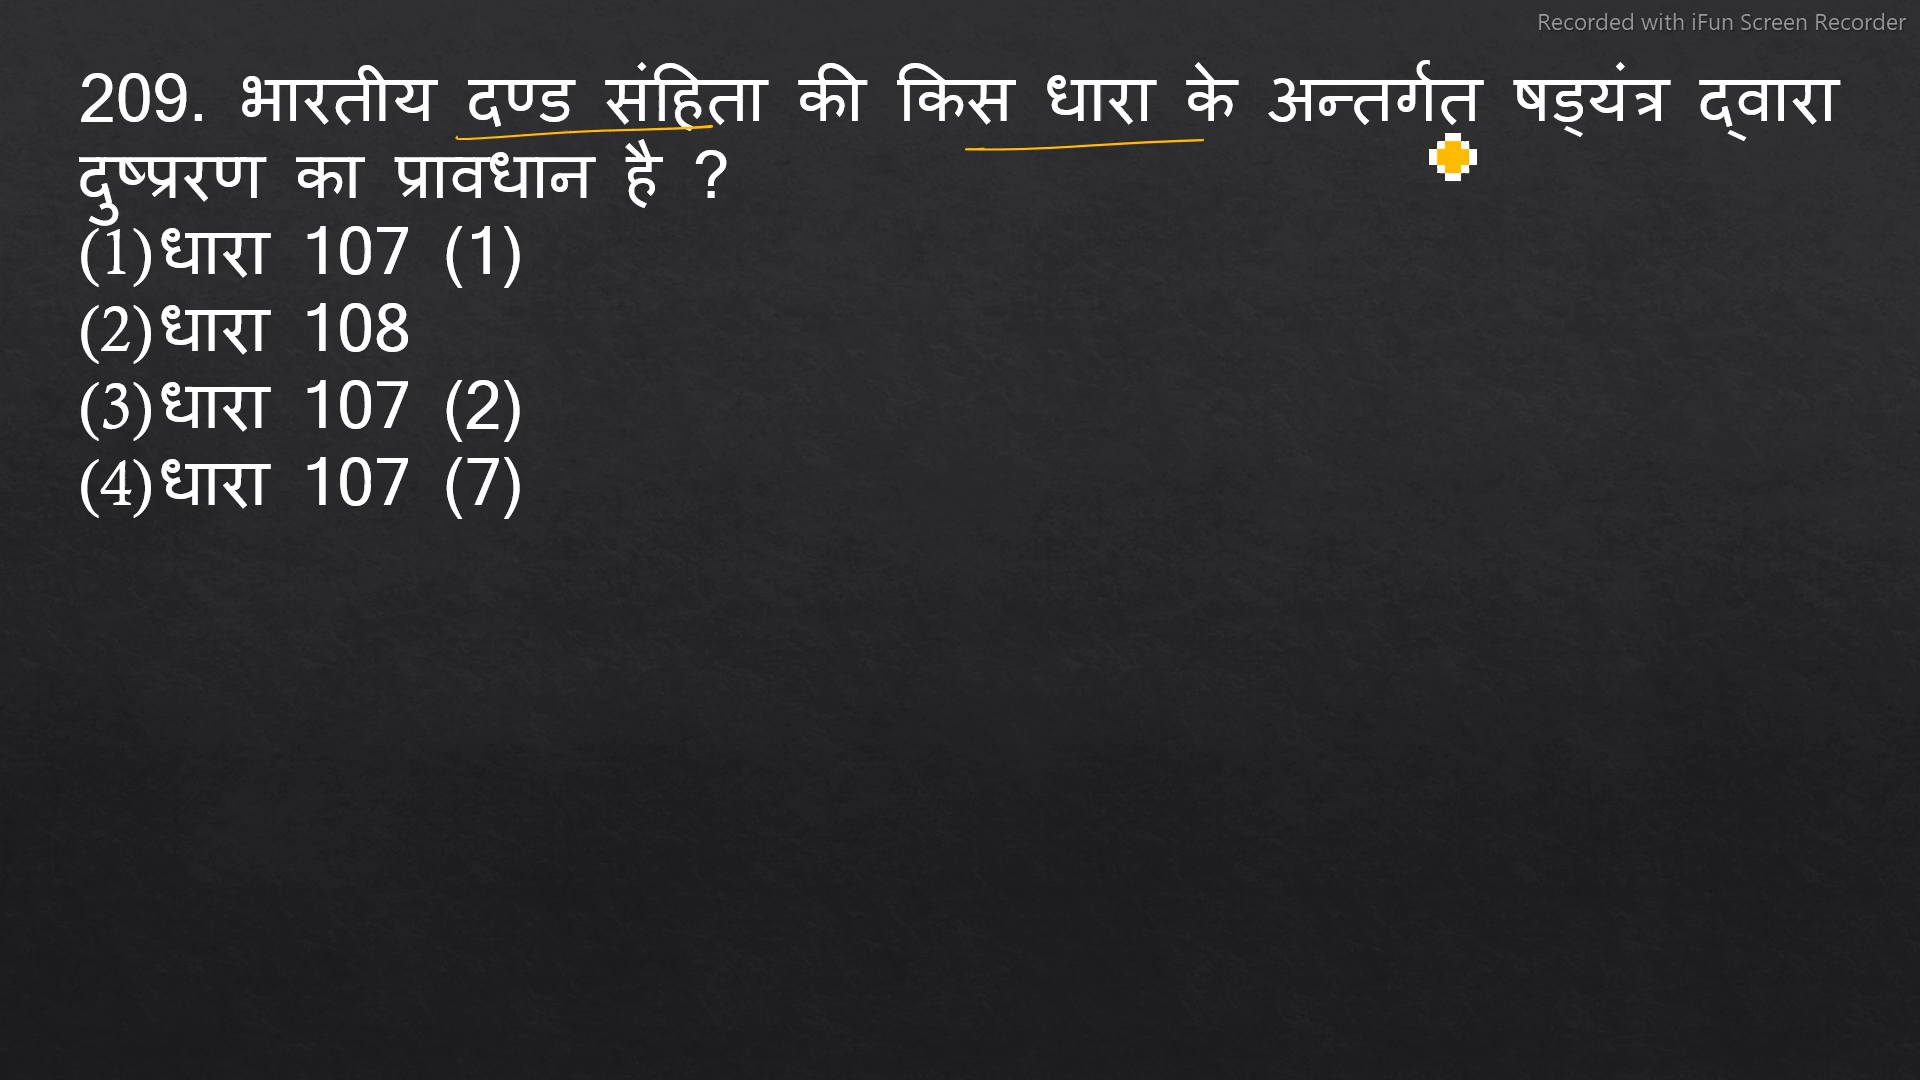 Recorded with iFun Screen Recorder
209. भारतीय दण्ड संहिता की किस धारा के अन्तर्गत षड्यंत्र द्वारा
दुष्प्ररण का प्रावधान है ?
(1)धारा 107 (1)
(2)धारा 108
(3)धारा 107 (2)
(4)धारा 107 (7)